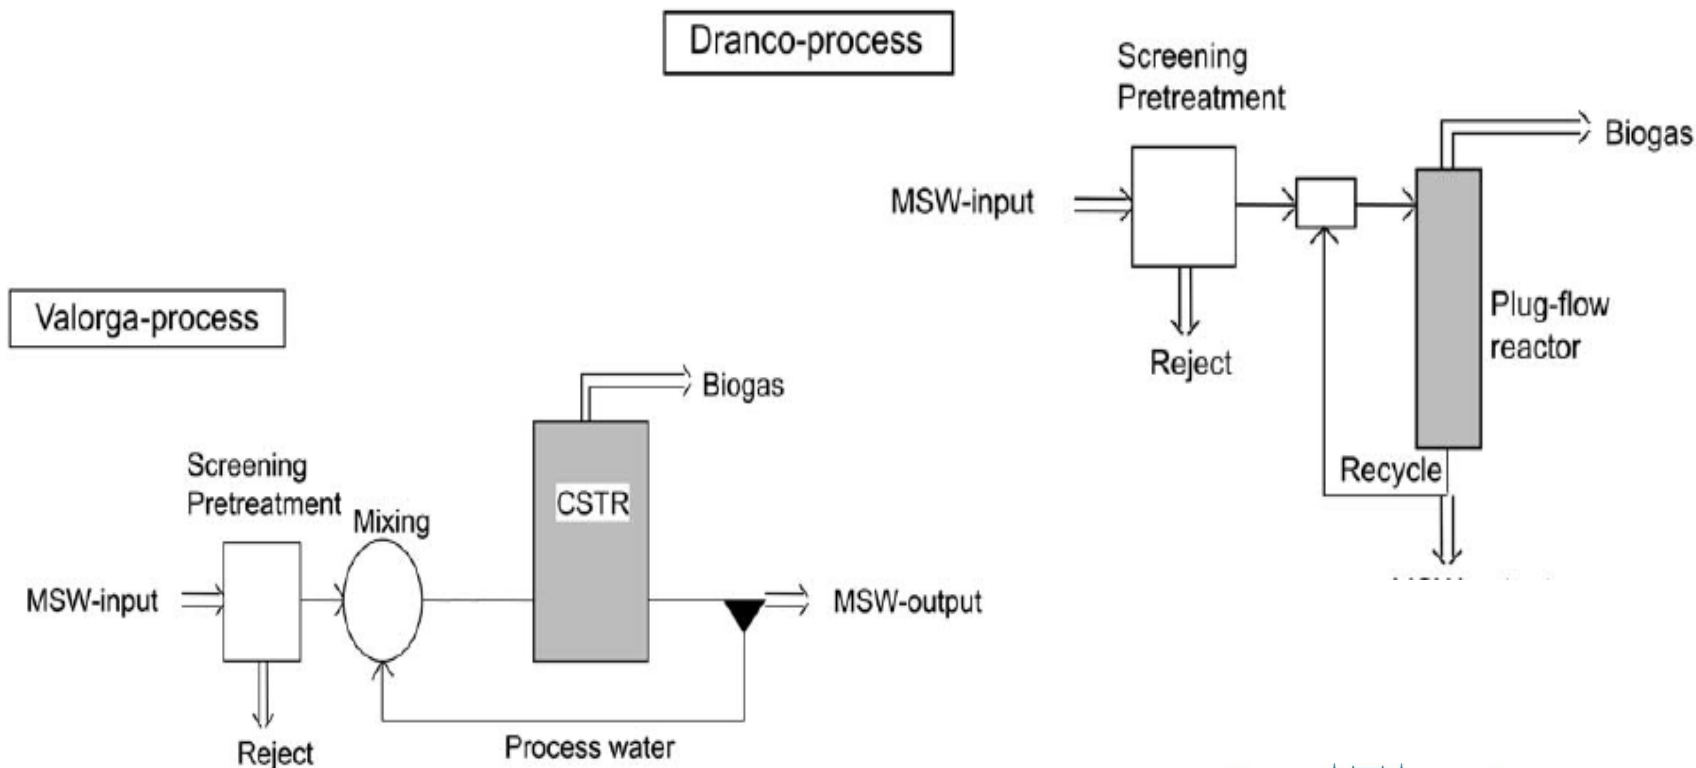 Dranco-process
Screening
Pretreatment
Biogas
MSW-input
Plug-flow
reactor
Reject
Recycle
Valorga-process
Biogas
Screening
Pretreatment
Mixing
CSTR
MSW-input
MSW-output
Reject
Process water